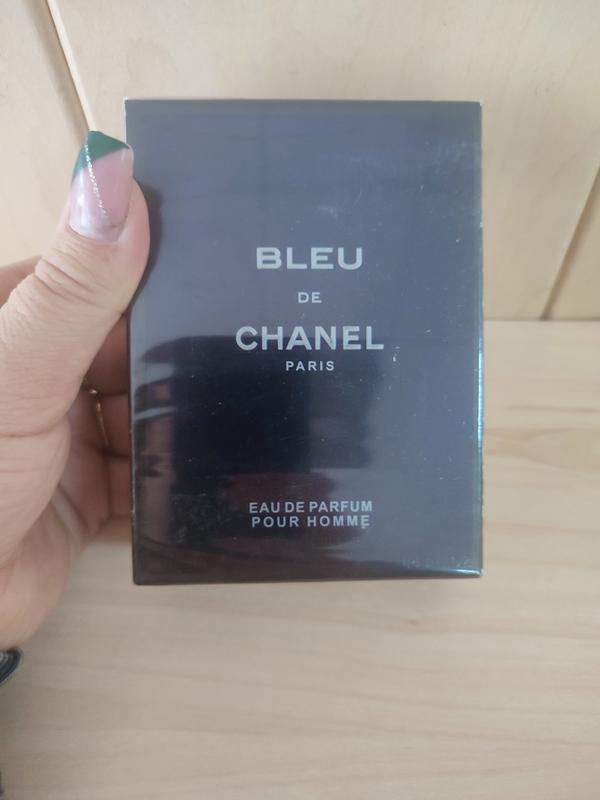 BLEU
DE
CHANEL
PARIS
EAU DE PARFUM
POUR HOMME